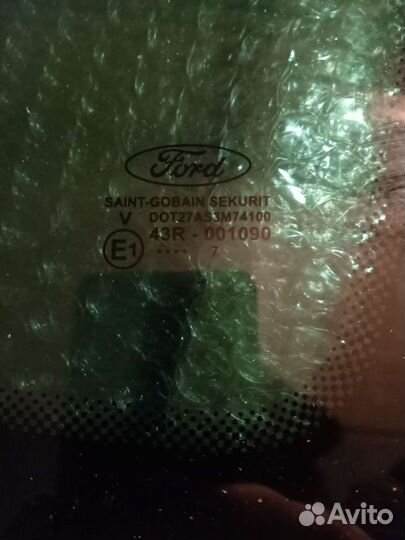 Ford
SAINT-GOBAIN SEKURIT
V DOT27AS3M74100
E1 43R - 001090
.... 7
Avito